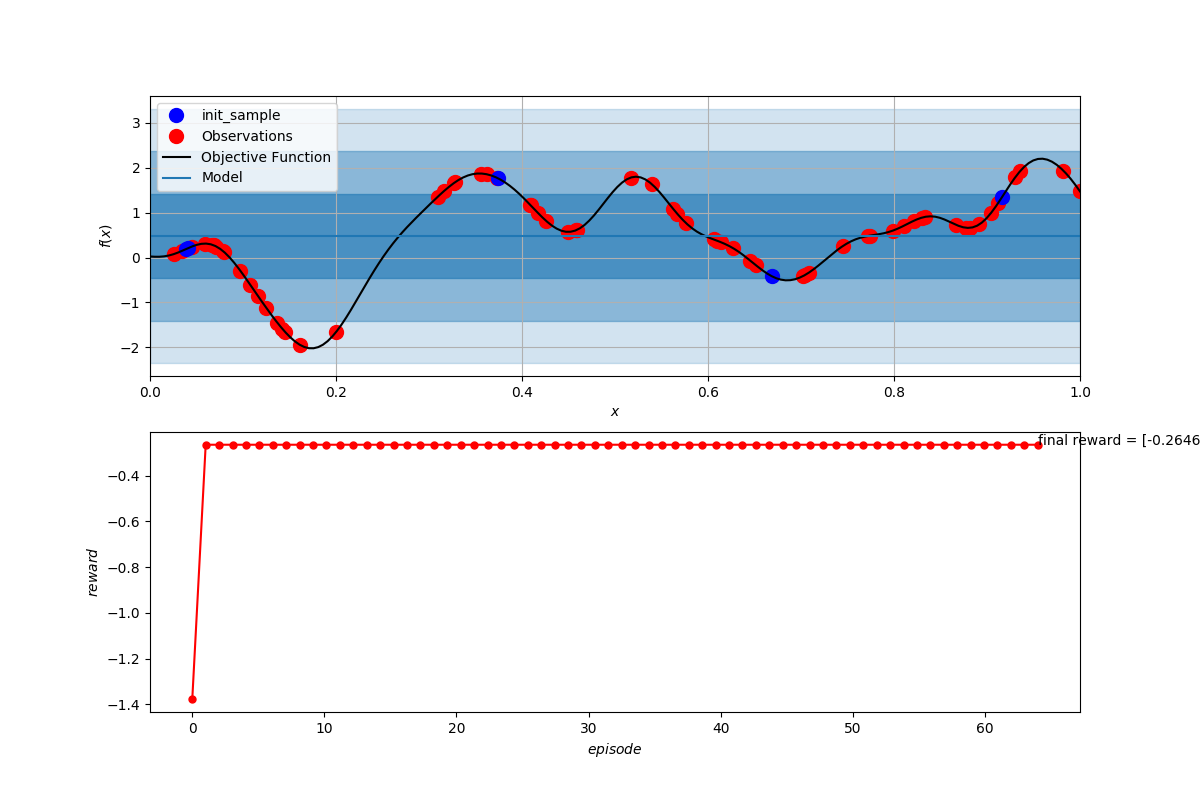 3
2
1
0
−1
−2
f(x)
init_sample
Observations
Objective Function
Model
0.0 0.2 0.4 0.6 0.8 1.0
x
−0.4
−0.6
−0.8
−1.0
−1.2
−1.4
reward
final reward = [-0.2646
0 10 20 30 40 50 60
episode